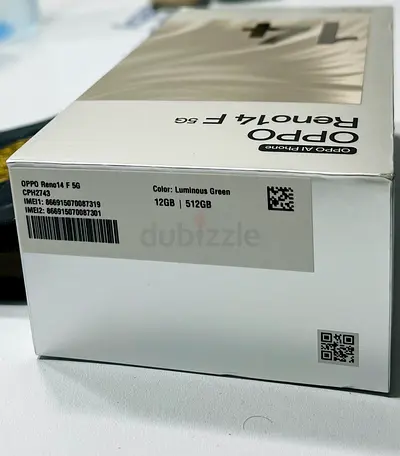 14+
OPPO
Reno14 F 5G
OPPO AI Phone
OPPO Reno14 F 5G
CPH2743
IMEI1: 866915070087319
IMEI2: 866915070087301
Color: Luminous Green
12GB | 512GB
dubizzle